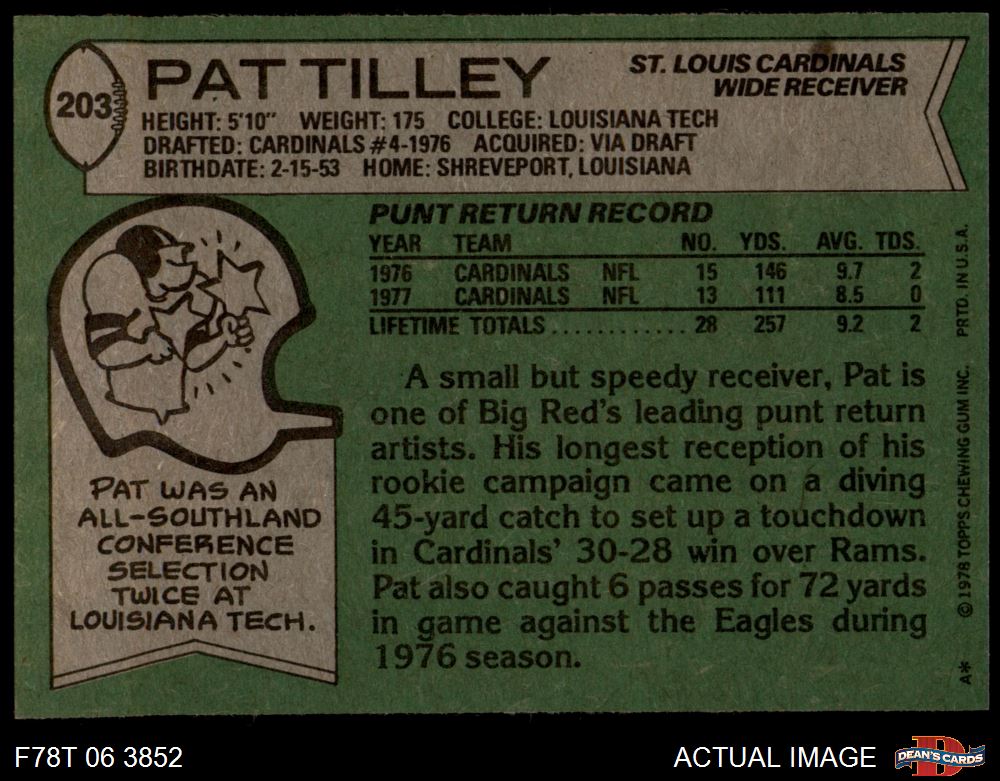 203
PAT TILLEY
ST. LOUIS CARDINALS
WIDE RECEIVER
HEIGHT: 5'10" WEIGHT: 175 COLLEGE: LOUISIANA TECH
DRAFTED: CARDINALS #4-1976 ACQUIRED: VIA DRAFT
BIRTHDATE: 2-15-53 HOME: SHREVEPORT, LOUISIANA
PUNT RETURN RECORD
YEAR TEAM NO. YDS. AVG. TDS.
1976 CARDINALS NFL 15 146 9.7 2
1977 CARDINALS NFL 13 111 8.5 0
LIFETIME TOTALS............ 28 257 9.2 2
A small but speedy receiver, Pat is
one of Big Red's leading punt return
artists. His longest reception of his
rookie campaign came on a diving
45-yard catch to set up a touchdown
in Cardinals' 30-28 win over Rams.
Pat also caught 6 passes for 72 yards
in game against the Eagles during
1976 season.
PAT WAS AN
ALL-SOUTHLAND
CONFERENCE
SELECTION
TWICE AT
LOUISIANA TECH.
A* ©1978 TOPPS CHEWING GUM INC. PRTD. IN U.S.A.
F78T 06 3852
ACTUAL IMAGE
D
DEAN'S CARDS